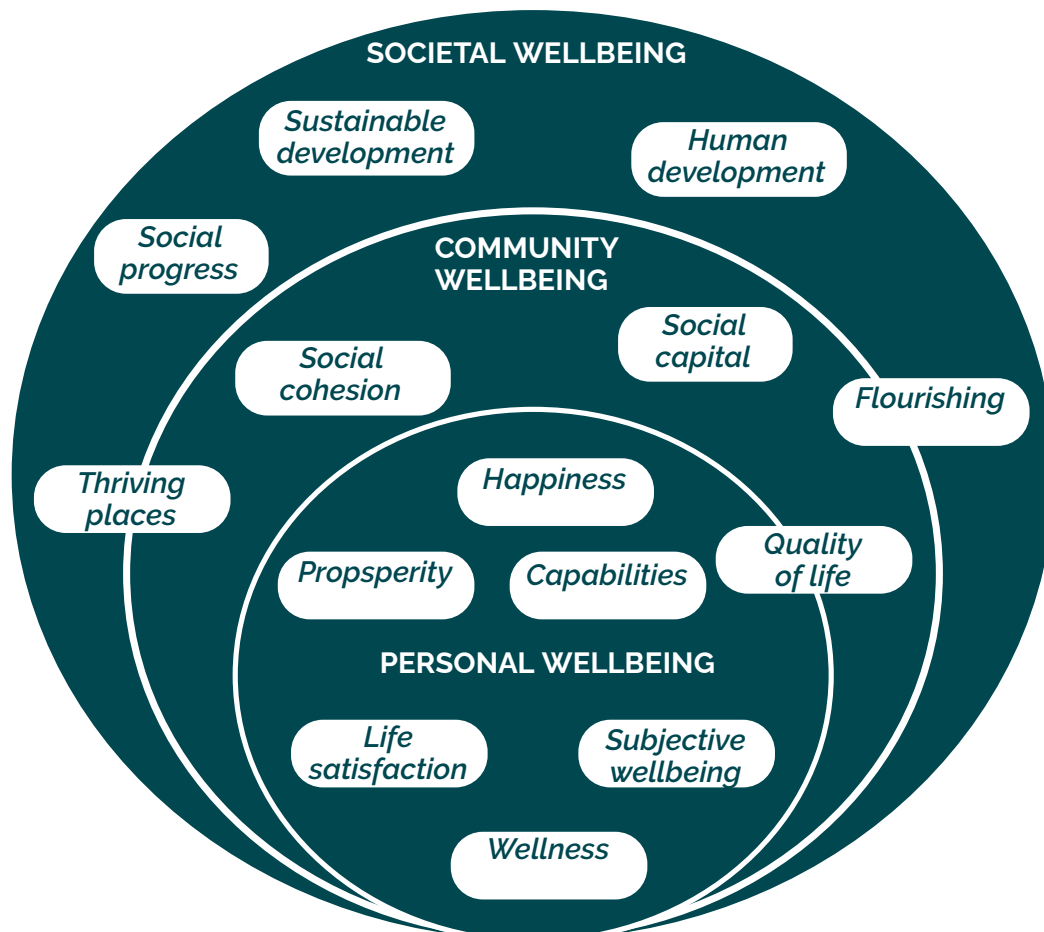 SOCIETAL WELLBEING
Sustainable
development
Human
development
Social
progress
COMMUNITY
WELLBEING
Social
capital
Social
cohesion
Flourishing
Thriving
places
Happiness
Quality
of life
Propsperity
Capabilities
PERSONAL WELLBEING
Life
satisfaction
Subjective
wellbeing
Wellness